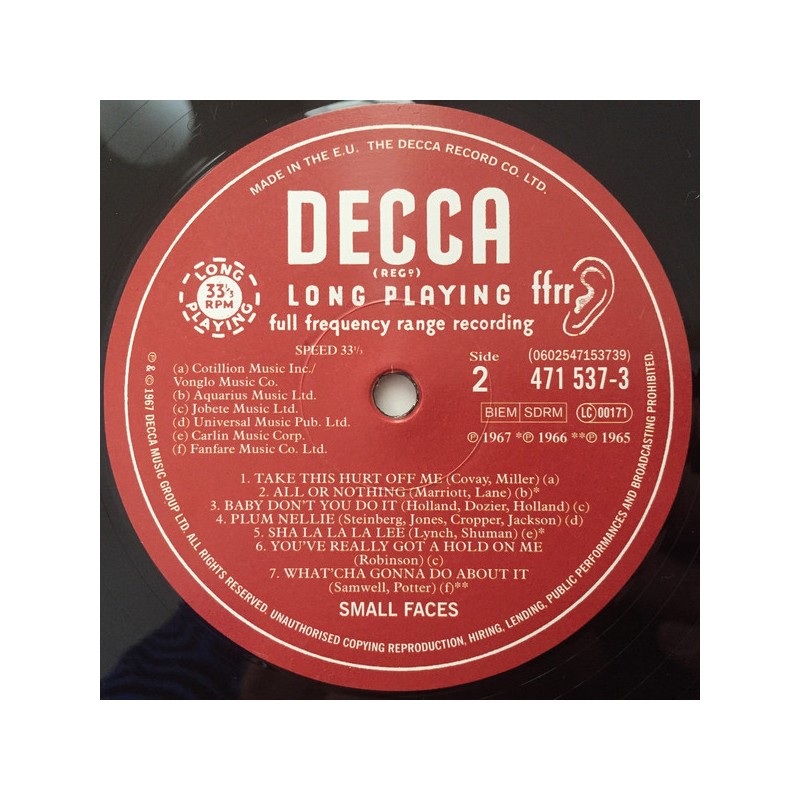 MADE IN THE E.U. THE DECCA RECORD CO. LTD.
DECCA
(REGº)
LONG PLAYING
33⅓
RPM
LONG PLAYING
ffrr
full frequency range recording
SPEED 33⅓
(a) Cotillion Music Inc./
Vonglo Music Co.
(b) Aquarius Music Ltd.
(c) Jobete Music Ltd.
(d) Universal Music Pub. Ltd.
(e) Carlin Music Corp.
(f) Fanfare Music Co. Ltd.
Side
2
(0602547153739)
471 537-3
BIEM SDRM LC 00171
℗ 1967 *℗ 1966 **℗ 1965
1. TAKE THIS HURT OFF ME (Covay, Miller) (a)
2. ALL OR NOTHING (Marriott, Lane) (b)*
3. BABY DON'T YOU DO IT (Holland, Dozier, Holland) (c)
4. PLUM NELLIE (Steinberg, Jones, Cropper, Jackson) (d)
5. SHA LA LA LA LEE (Lynch, Shuman) (e)*
6. YOU'VE REALLY GOT A HOLD ON ME
(Robinson) (c)
7. WHAT'CHA GONNA DO ABOUT IT
(Samwell, Potter) (f)**
SMALL FACES
℗ & © 1967 DECCA MUSIC GROUP LTD. ALL RIGHTS RESERVED. UNAUTHORISED COPYING REPRODUCTION, HIRING, LENDING, PUBLIC PERFORMANCES AND BROADCASTING PROHIBITED.